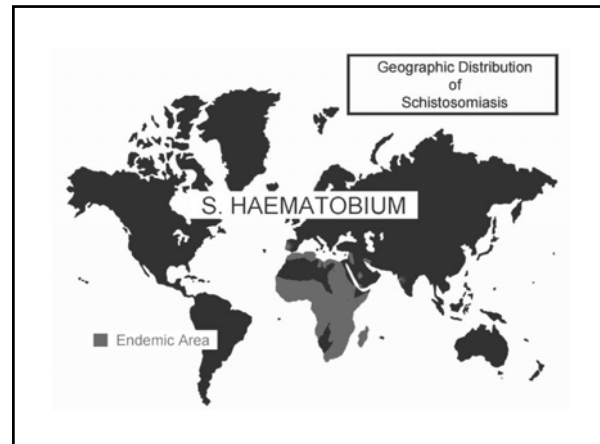 Geographic Distribution
of
Schistosomiasis
S. HAEMATOBIUM
Endemic Area